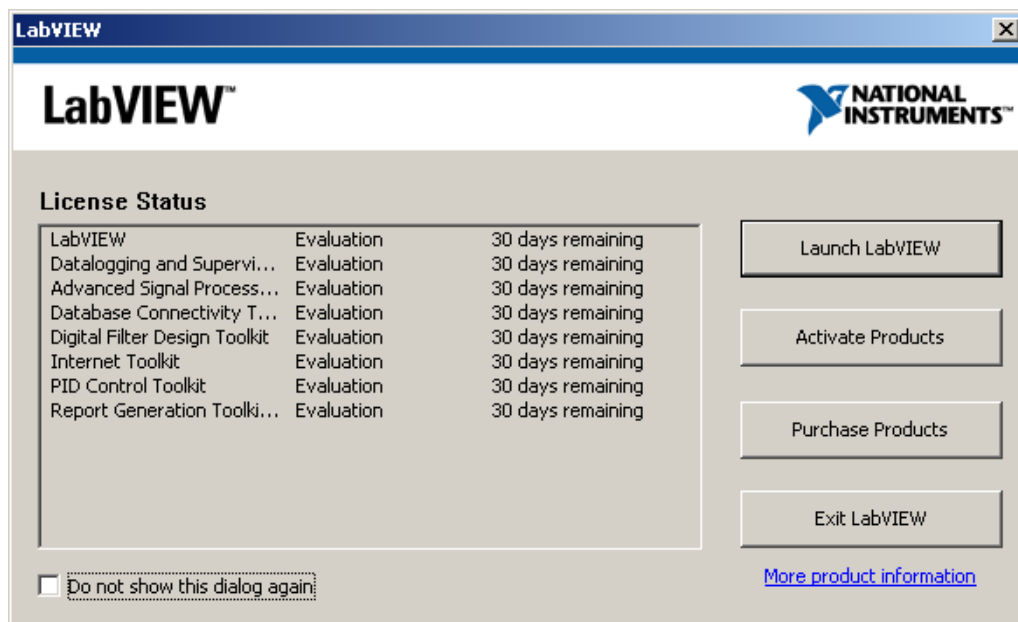 LabVIEW
LabVIEW™
NATIONAL
INSTRUMENTS™
License Status
LabVIEW Evaluation 30 days remaining
Datalogging and Supervi... Evaluation 30 days remaining
Advanced Signal Process... Evaluation 30 days remaining
Database Connectivity T... Evaluation 30 days remaining
Digital Filter Design Toolkit Evaluation 30 days remaining
Internet Toolkit Evaluation 30 days remaining
PID Control Toolkit Evaluation 30 days remaining
Report Generation Toolki... Evaluation 30 days remaining
Launch LabVIEW
Activate Products
Purchase Products
Exit LabVIEW
Do not show this dialog again
More product information